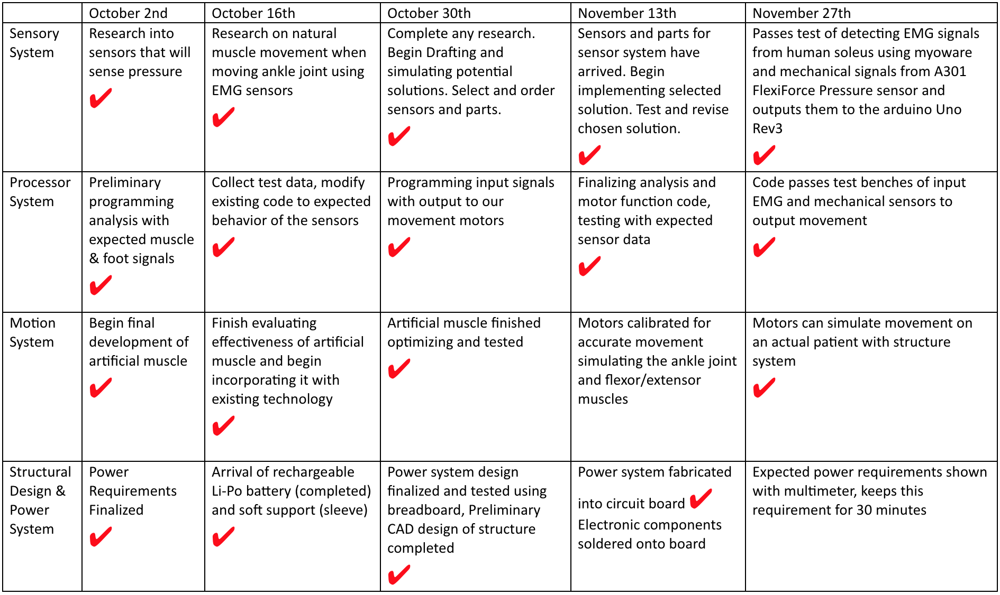 October 2nd
October 16th
October 30th
November 13th
November 27th
Sensory
System
Research into
sensors that will
sense pressure
✔
Research on natural
muscle movement when
moving ankle joint using
EMG sensors
✔
Complete any research.
Begin Drafting and
simulating potential
solutions. Select and order
sensors and parts.
✔
Sensors and parts for
sensor system have
arrived. Begin
implementing selected
solution. Test and revise
chosen solution.
✔
Passes test of detecting EMG signals
from human soleus using myoware
and mechanical signals from A301
FlexiForce Pressure sensor and
outputs them to the arduino Uno
Rev3
✔
Processor
System
Preliminary
programming
analysis with
expected muscle
& foot signals
✔
Collect test data, modify
existing code to expected
behavior of the sensors
✔
Programming input signals
with output to our
movement motors
✔
Finalizing analysis and
motor function code,
testing with expected
sensor data
✔
Code passes test benches of input
EMG and mechanical sensors to
output movement
✔
Motion
System
Begin final
development of
artificial muscle
✔
Finish evaluating
effectiveness of artificial
muscle and begin
incorporating it with
existing technology
✔
Artificial muscle finished
optimizing and tested
✔
Motors calibrated for
accurate movement
simulating the ankle joint
and flexor/extensor
muscles
Motors can simulate movement on
an actual patient with structure
system
✔
Structural
Design &
Power
System
Power
Requirements
Finalized
✔
Arrival of rechargeable
Li-Po battery (completed)
and soft support (sleeve)
✔
Power system design
finalized and tested using
breadboard, Preliminary
CAD design of structure
completed
✔
Power system fabricated
into circuit board ✔
Electronic components
soldered onto board
Expected power requirements shown
with multimeter, keeps this
requirement for 30 minutes